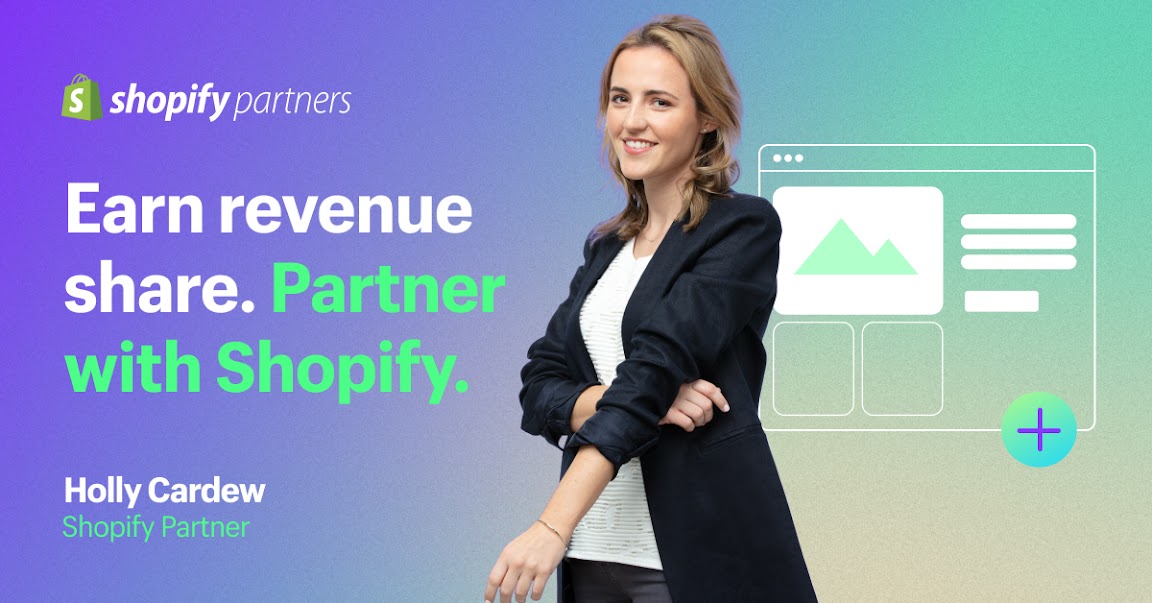 shopify partners
Earn revenue
share. Partner
with Shopify.
Holly Cardew
Shopify Partner